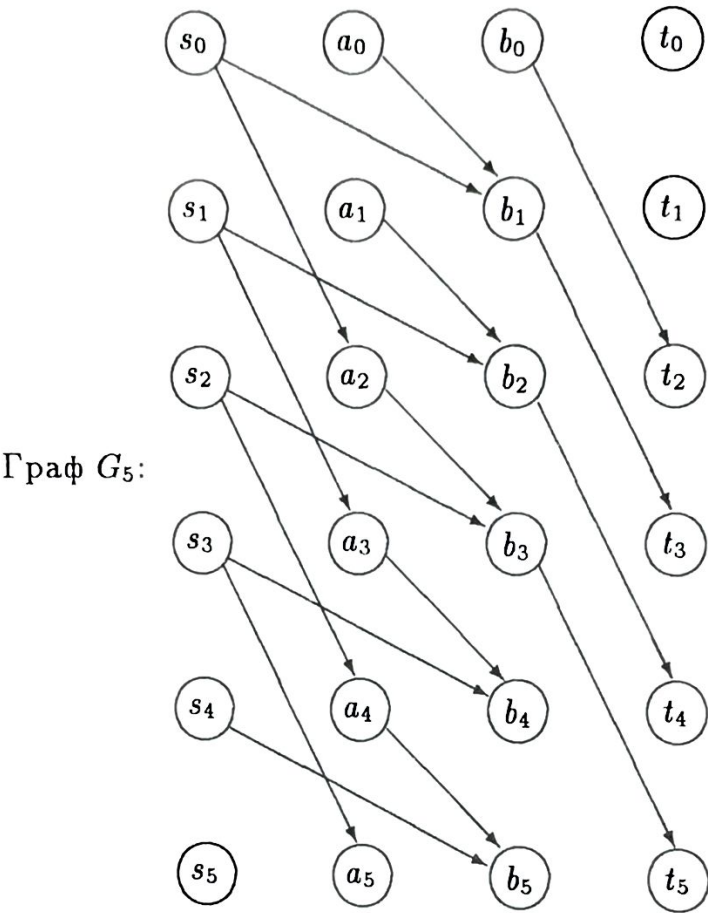 s₀ a₀ b₀ t₀
s₁ a₁ b₁ t₁
s₂ a₂ b₂ t₂
Граф G₅:
s₃ a₃ b₃ t₃
s₄ a₄ b₄ t₄
s₅ a₅ b₅ t₅